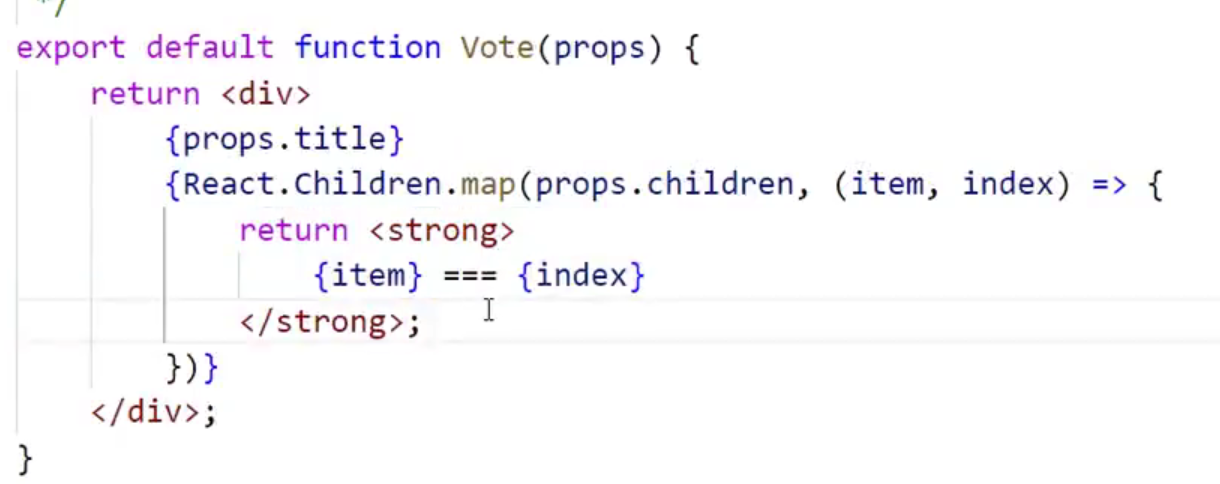 */
export default function Vote(props) {
    return <div>
        {props.title}
        {React.Children.map(props.children, (item, index) => {
            return <strong>
                {item} === {index}
            </strong>;
        })}
    </div>;
}